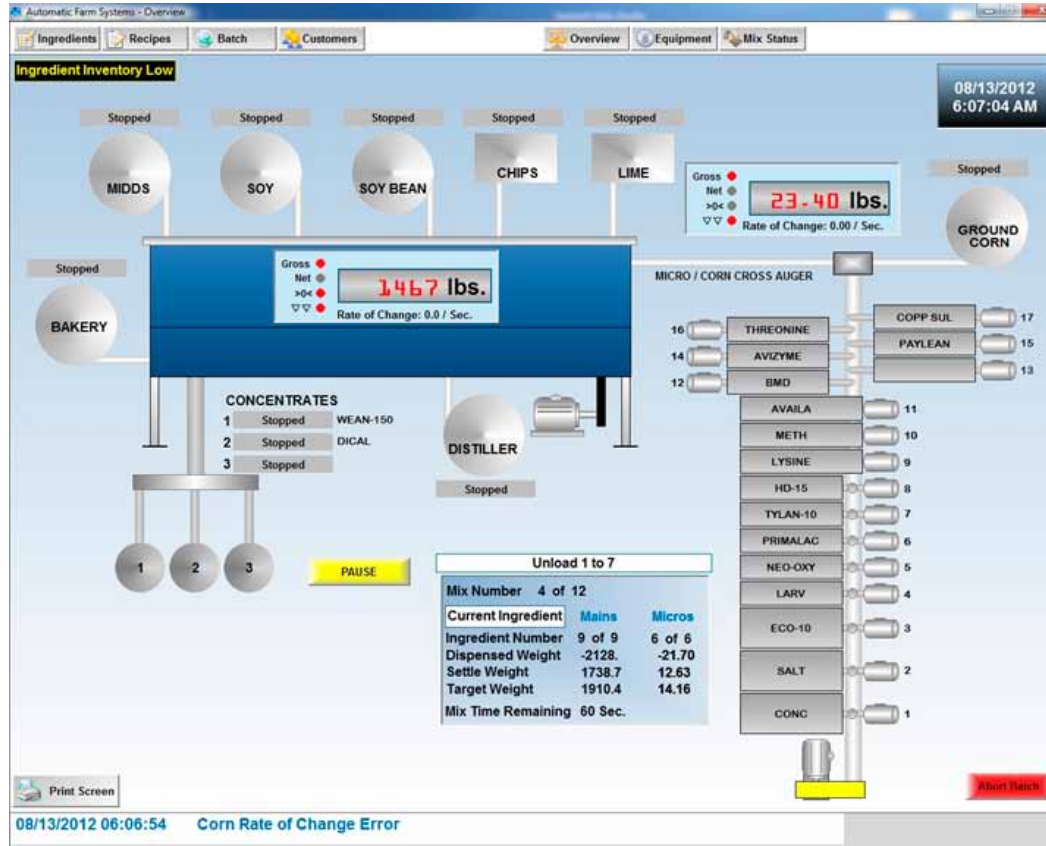 Automatic Farm Systems - Overview
Ingredients Recipes Batch Customers Overview Equipment Mix Status
Ingredient Inventory Low
08/13/2012
6:07:04 AM
Stopped Stopped Stopped Stopped Stopped
MIDDS SOY SOY BEAN CHIPS LIME
Gross
Net
>0<
23.40 lbs.
Rate of Change: 0.00 / Sec.
Stopped
GROUND
CORN
Stopped
BAKERY
Gross
Net
>0<
1467 lbs.
Rate of Change: 0.0 / Sec.
MICRO / CORN CROSS AUGER
COPP SUL 17
16 THREONINE
PAYLEAN 15
14 AVIZYME
13
12 BMD
AVAILA 11
METH 10
LYSINE 9
HD-15 8
TYLAN-10 7
PRIMALAC 6
NEO-OXY 5
LARV 4
ECO-10 3
SALT 2
CONC 1
CONCENTRATES
1 Stopped WEAN-150
2 Stopped DICAL
3 Stopped
DISTILLER
Stopped
1 2 3
PAUSE
Unload 1 to 7
Mix Number 4 of 12
Current Ingredient Mains Micros
Ingredient Number 9 of 9 6 of 6
Dispensed Weight -2128. -21.70
Settle Weight 1738.7 12.63
Target Weight 1910.4 14.16
Mix Time Remaining 60 Sec.
Print Screen
Abort Batch
08/13/2012 06:06:54 Corn Rate of Change Error